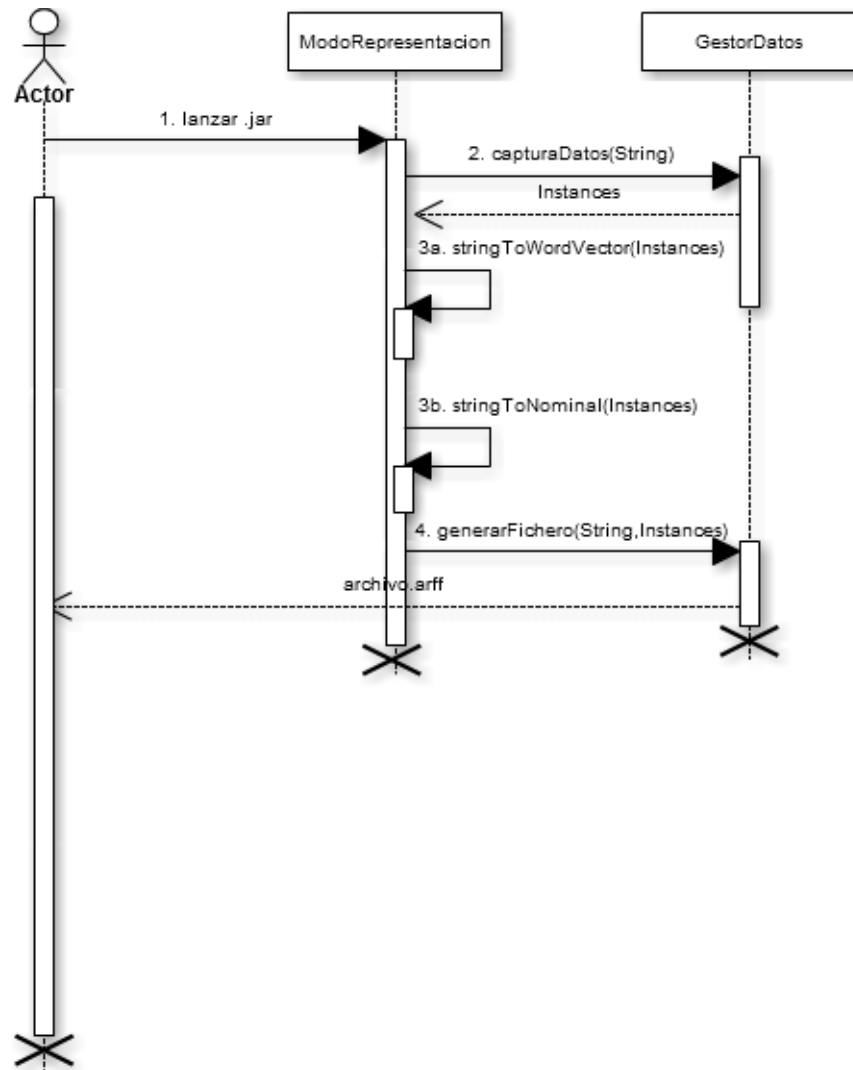 ModoRepresentacion
GestorDatos
Actor
1. lanzar .jar
2. capturaDatos(String)
Instances
3a. stringToWordVector(Instances)
3b. stringToNominal(Instances)
4. generarFichero(String,Instances)
archivo.arff